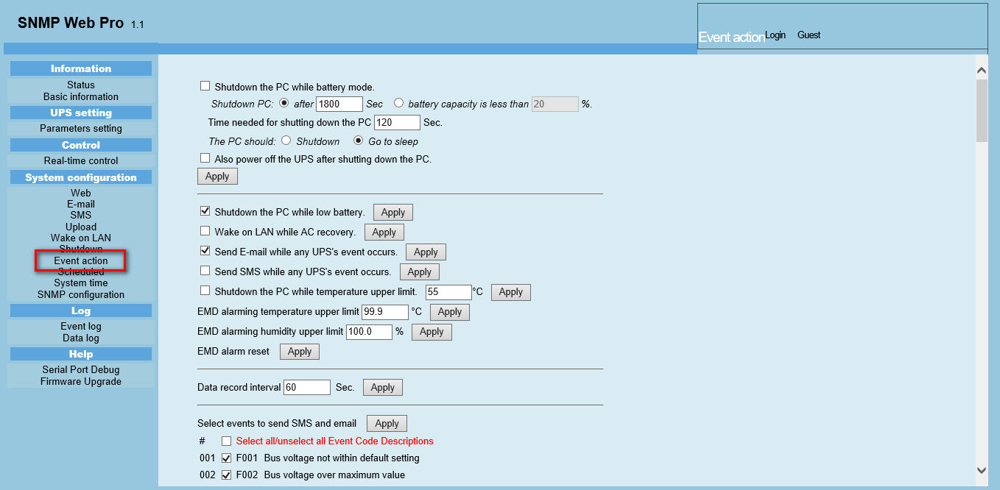 SNMP Web Pro 1.1
Event action Login Guest
Information
Status
Basic information
UPS setting
Parameters setting
Control
Real-time control
System configuration
Web
E-mail
SMS
Upload
Wake on LAN
Shutdown
Event action
Scheduled
System time
SNMP configuration
Log
Event log
Data log
Help
Serial Port Debug
Firmware Upgrade
Shutdown the PC while battery mode.
Shutdown PC: after 1800 Sec battery capacity is less than 20 %.
Time needed for shutting down the PC 120 Sec.
The PC should: Shutdown Go to sleep
Also power off the UPS after shutting down the PC.
Apply
Shutdown the PC while low battery. Apply
Wake on LAN while AC recovery. Apply
Send E-mail while any UPS's event occurs. Apply
Send SMS while any UPS's event occurs. Apply
Shutdown the PC while temperature upper limit. 55 °C Apply
EMD alarming temperature upper limit 99.9 °C Apply
EMD alarming humidity upper limit 100.0 % Apply
EMD alarm reset Apply
Data record interval 60 Sec. Apply
Select events to send SMS and email Apply
# Select all/unselect all Event Code Descriptions
001 F001 Bus voltage not within default setting
002 F002 Bus voltage over maximum value